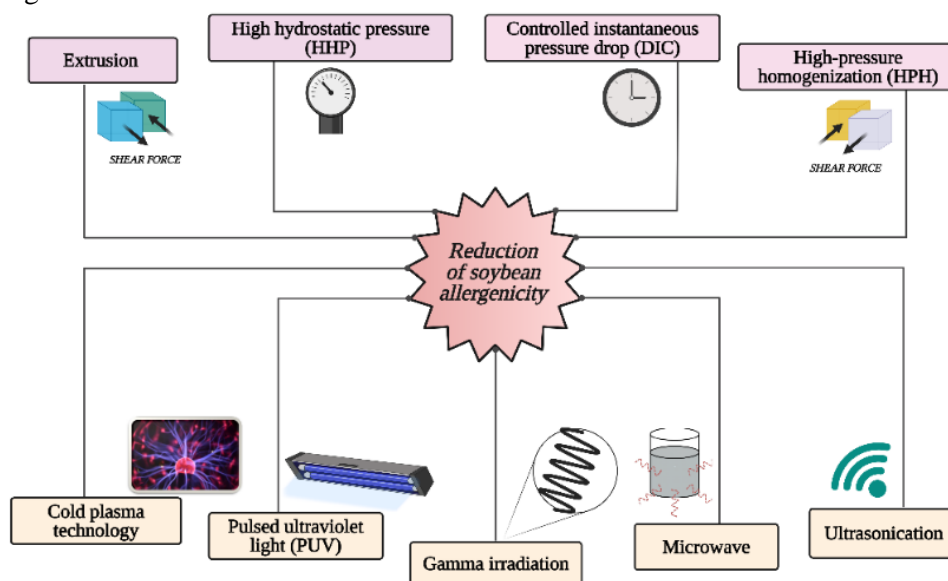 Extrusion
High hydrostatic pressure
(HHP)
Controlled instantaneous
pressure drop (DIC)
High-pressure
homogenization (HPH)
SHEAR FORCE
SHEAR FORCE
Reduction
of soybean
allergenicity
Cold plasma
technology
Pulsed ultraviolet
light (PUV)
Gamma irradiation
Microwave
Ultrasonication